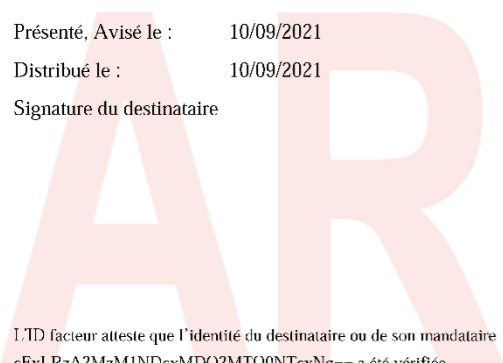 AR
Présenté, Avisé le : 10/09/2021
Distribué le : 10/09/2021
Signature du destinataire
L'ID facteur atteste que l'identité du destinataire ou de son mandataire
a été vérifiée